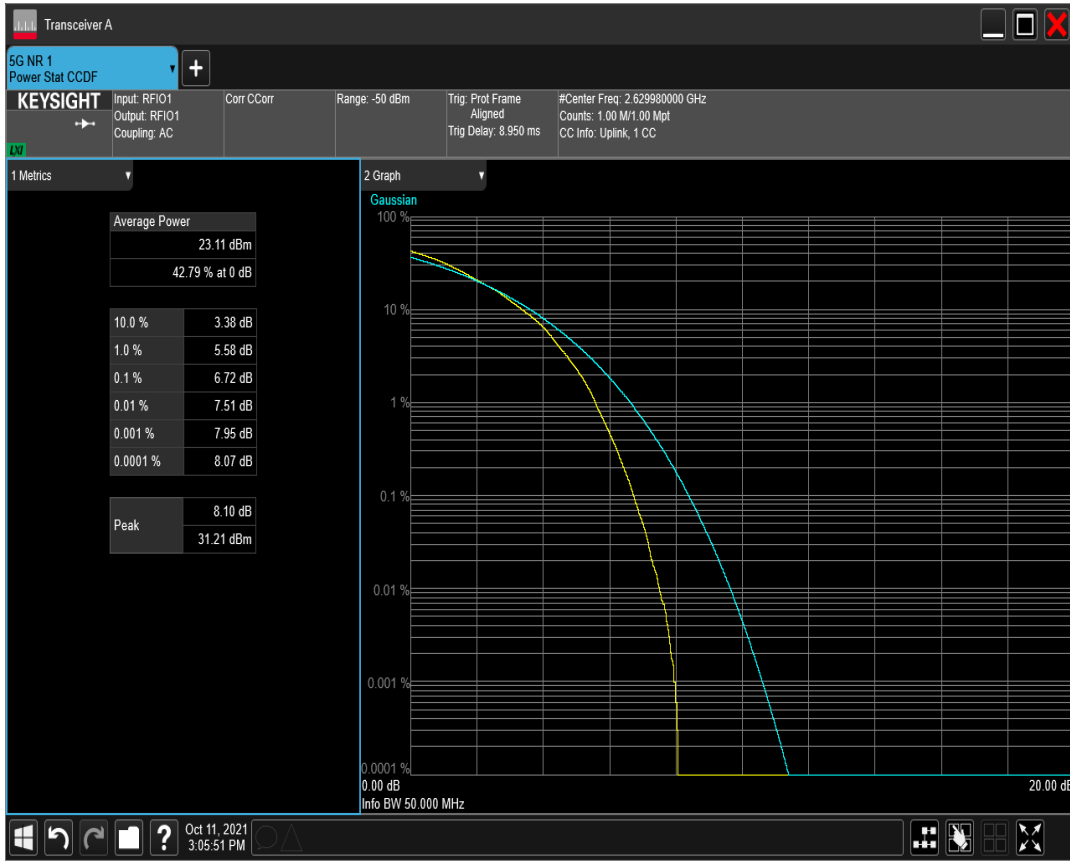 Transceiver A
5G NR 1
Power Stat CCDF
+
KEYSIGHT
LXI
Input: RFIO1
Output: RFIO1
Coupling: AC
Corr CCorr
Range: -50 dBm
Trig: Prot Frame
Aligned
Trig Delay: 8.950 ms
#Center Freq: 2.629980000 GHz
Counts: 1.00 M/1.00 Mpt
CC Info: Uplink, 1 CC
1 Metrics
Average Power
23.11 dBm
42.79 % at 0 dB
10.0 % 3.38 dB
1.0 % 5.58 dB
0.1 % 6.72 dB
0.01 % 7.51 dB
0.001 % 7.95 dB
0.0001 % 8.07 dB
Peak
8.10 dB
31.21 dBm
2 Graph
Gaussian
100 %
10 %
1 %
0.1 %
0.01 %
0.001 %
0.0001 %
0.00 dB
20.00 dB
Info BW 50.000 MHz
?
Oct 11, 2021
3:05:51 PM